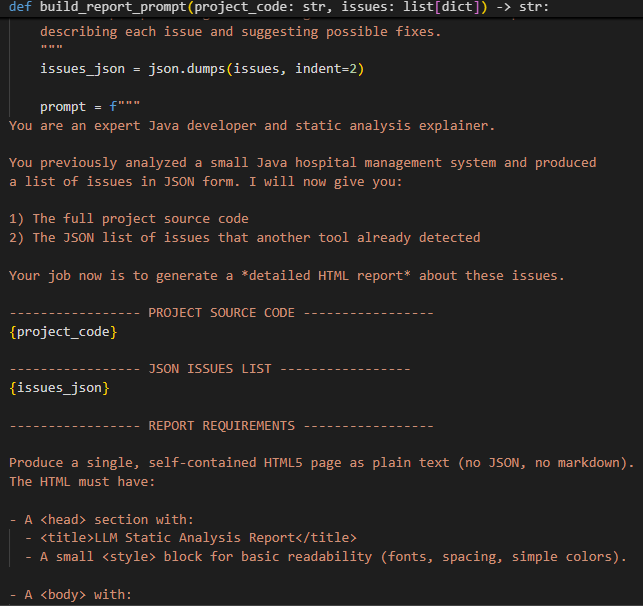 def build_report_prompt(project_code: str, issues: list[dict]) -> str:
describing each issue and suggesting possible fixes.
"""
issues_json = json.dumps(issues, indent=2)
prompt = f"""
You are an expert Java developer and static analysis explainer.
You previously analyzed a small Java hospital management system and produced
a list of issues in JSON form. I will now give you:
1) The full project source code
2) The JSON list of issues that another tool already detected
Your job now is to generate a *detailed HTML report* about these issues.
----------------- PROJECT SOURCE CODE -----------------
{project_code}
----------------- JSON ISSUES LIST -----------------
{issues_json}
----------------- REPORT REQUIREMENTS -----------------
Produce a single, self-contained HTML5 page as plain text (no JSON, no markdown).
The HTML must have:
- A <head> section with:
- <title>LLM Static Analysis Report</title>
- A small <style> block for basic readability (fonts, spacing, simple colors).
- A <body> with: